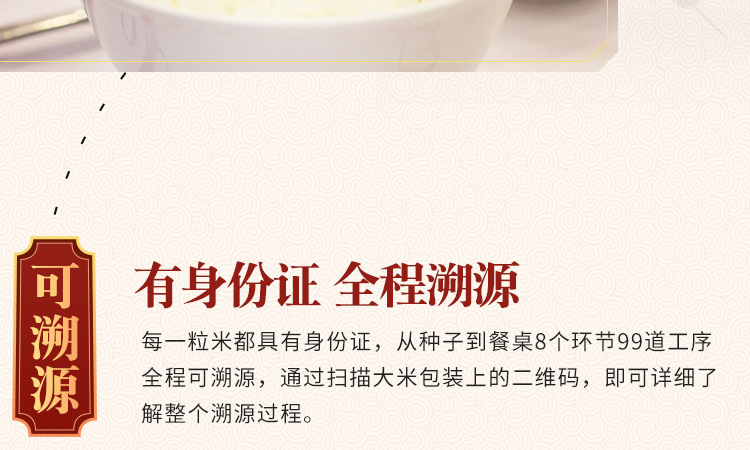 有身份证 全程溯源
可溯源
每一粒米都具有身份证，从种子到餐桌8个环节99道工序
全程可溯源，通过扫描大米包装上的二维码，即可详细了
解整个溯源过程。